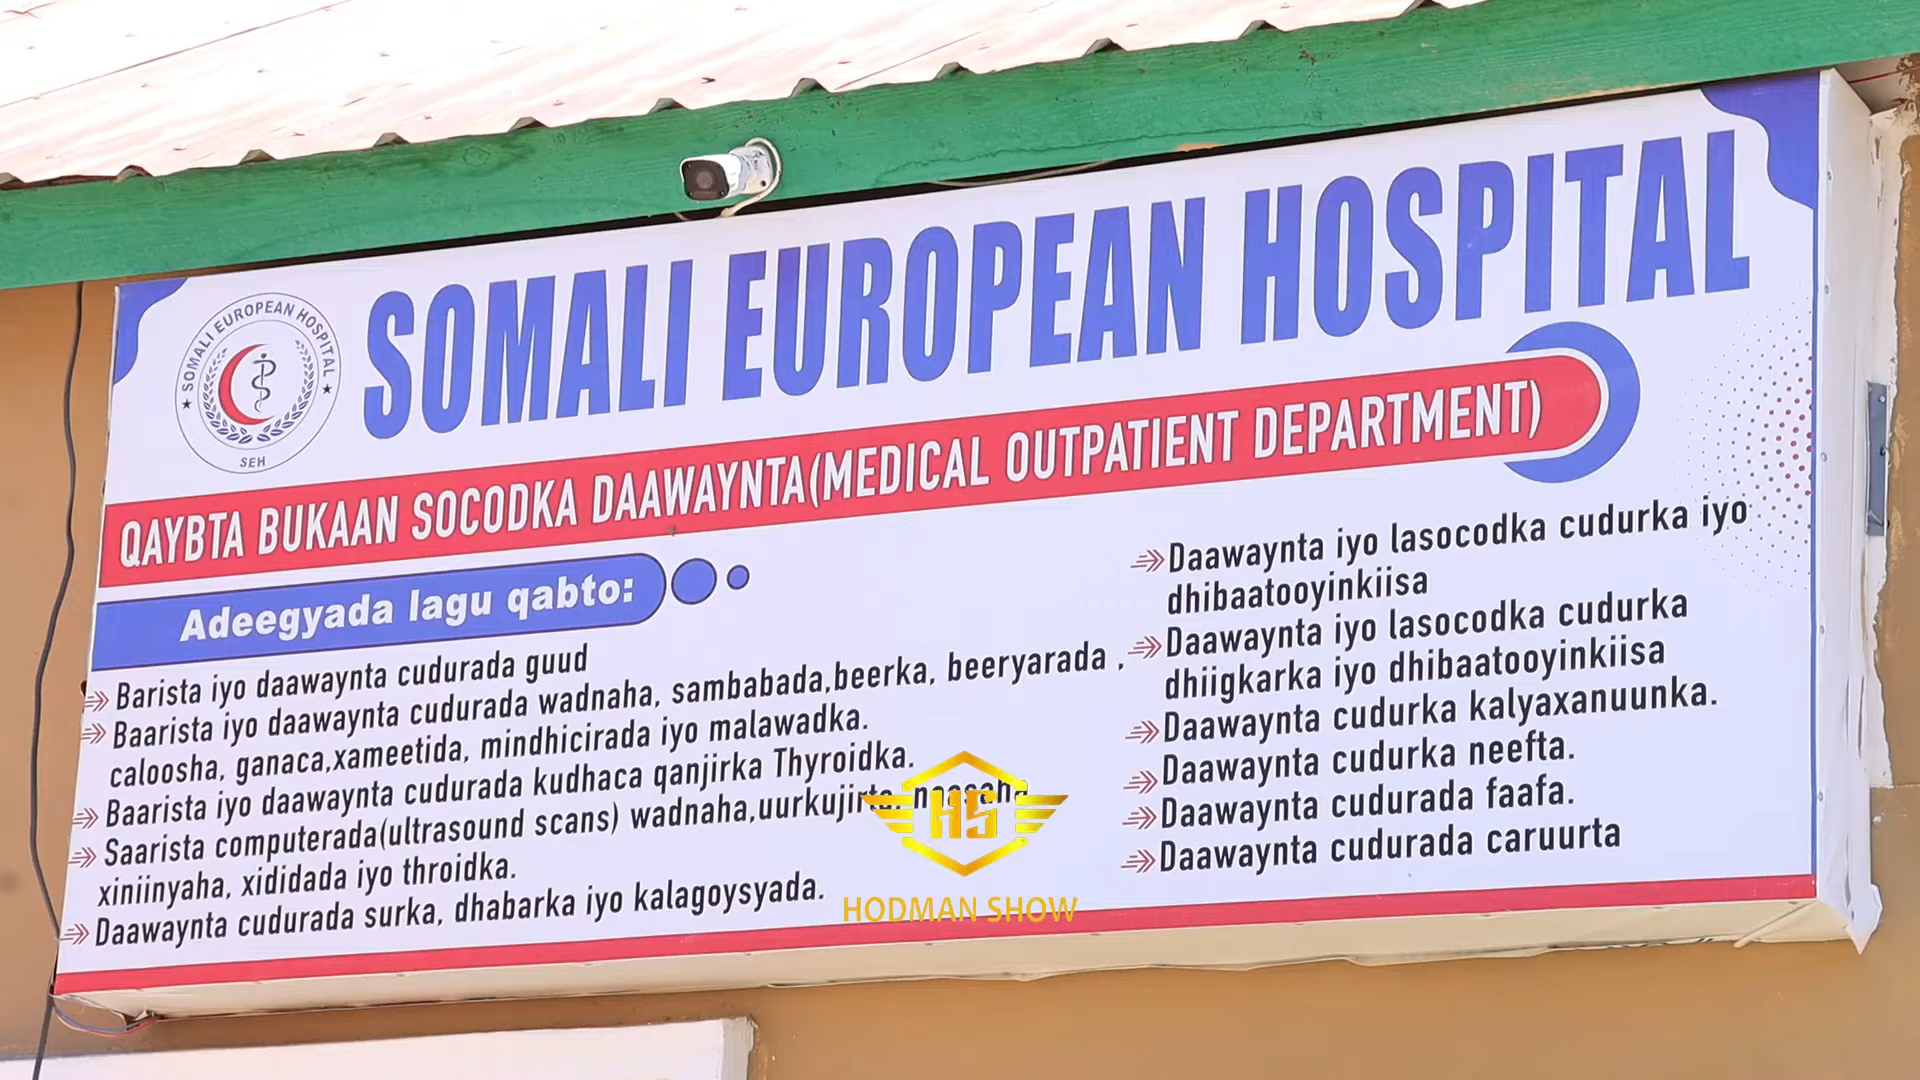 SOMALI EUROPEAN HOSPITAL
SOMALI EUROPEAN HOSPITAL
SEH
QAYBTA BUKAAN SOCODKA DAAWAYNTA(MEDICAL OUTPATIENT DEPARTMENT)
Adeegyada lagu qabto:
Barista iyo daawaynta cudurada guud
Baarista iyo daawaynta cudurada wadnaha, sambabada,beerka, beeryarada ,
caloosha, ganaca,xameetida, mindhicirada iyo malawadka.
Baarista iyo daawaynta cudurada kudhaca qanjirka Thyroidka.
Saarista computerada(ultrasound scans) wadnaha,
xiniinyaha, xididada iyo throidka.
Daawaynta cudurada surka, dhabarka iyo kalagoysyada.
Daawaynta iyo lasocodka cudurka iyo
dhibaatooyinkiisa
Daawaynta iyo lasocodka cudurka
dhiigkarka iyo dhibaatooyinkiisa
Daawaynta cudurka kalyaxanuunka.
Daawaynta cudurka neefta.
Daawaynta cudurada faafa.
Daawaynta cudurada caruurta
HS
HODMAN SHOW